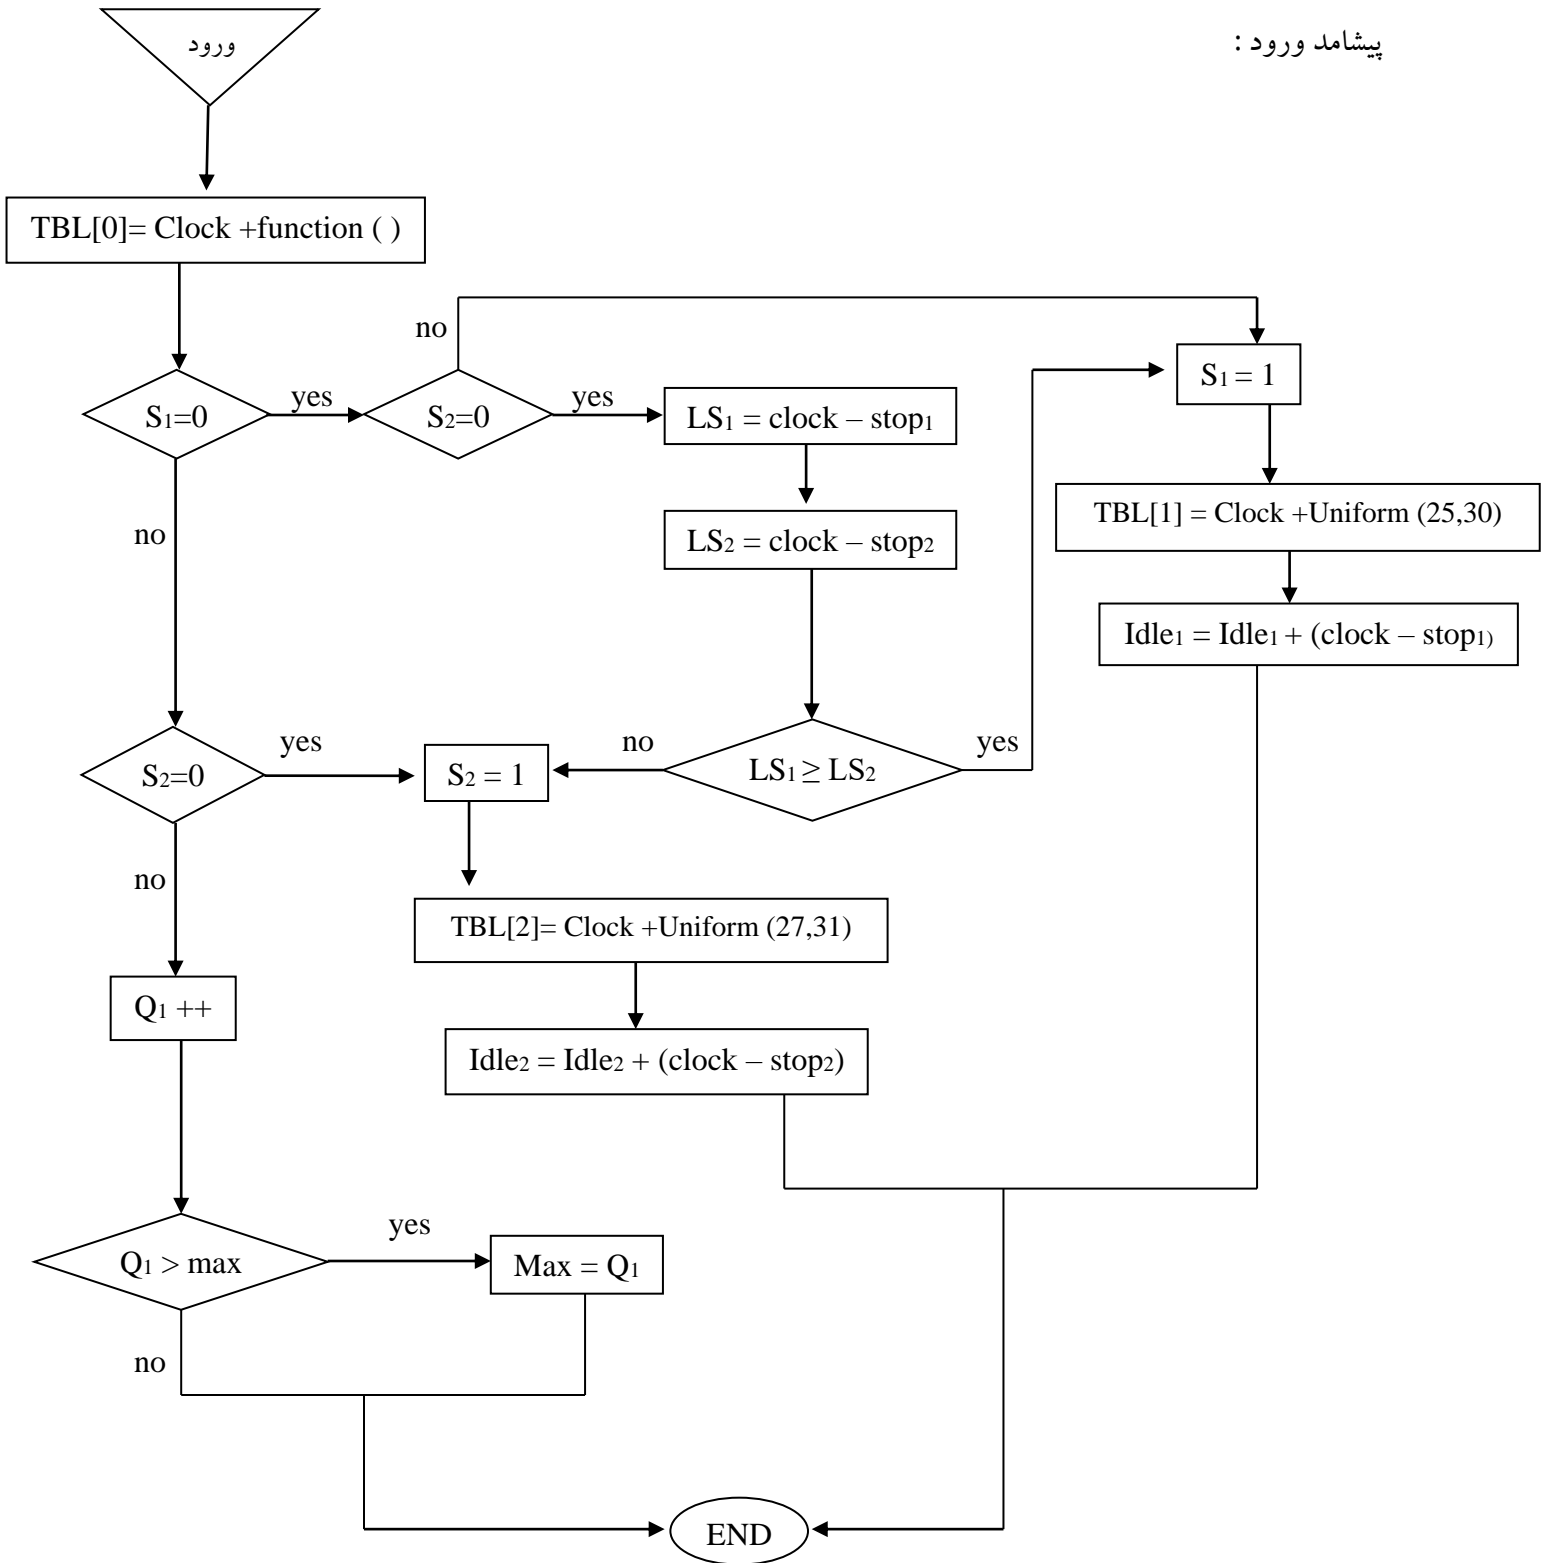 پیشامد ورود :
ورود
TBL[0]= Clock +function ( )
no
S₁ = 1
S₁=0
yes
S₂=0
yes
LS₁ = clock – stop₁
no
LS₂ = clock – stop₂
TBL[1] = Clock +Uniform (25,30)
Idle₁ = Idle₁ + (clock – stop₁)
S₂=0
yes
S₂ = 1
no
LS₁ ≥ LS₂
yes
no
TBL[2]= Clock +Uniform (27,31)
Q₁ ++
Idle₂ = Idle₂ + (clock – stop₂)
Q₁ > max
yes
Max = Q₁
no
END